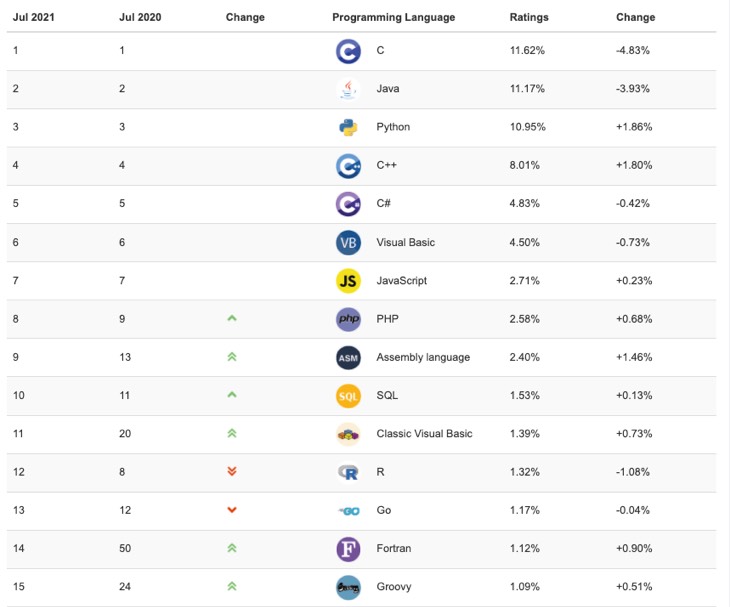 Jul 2021 Jul 2020 Change Programming Language Ratings Change
1 1 C 11.62% -4.83%
2 2 Java 11.17% -3.93%
3 3 Python 10.95% +1.86%
4 4 C++ 8.01% +1.80%
5 5 C# 4.83% -0.42%
6 6 VB Visual Basic 4.50% -0.73%
7 7 JS JavaScript 2.71% +0.23%
8 9 php PHP 2.58% +0.68%
9 13 ASM Assembly language 2.40% +1.46%
10 11 SQL SQL 1.53% +0.13%
11 20 Classic Visual Basic 1.39% +0.73%
12 8 R R 1.32% -1.08%
13 12 GO Go 1.17% -0.04%
14 50 F Fortran 1.12% +0.90%
15 24 Groovy 1.09% +0.51%